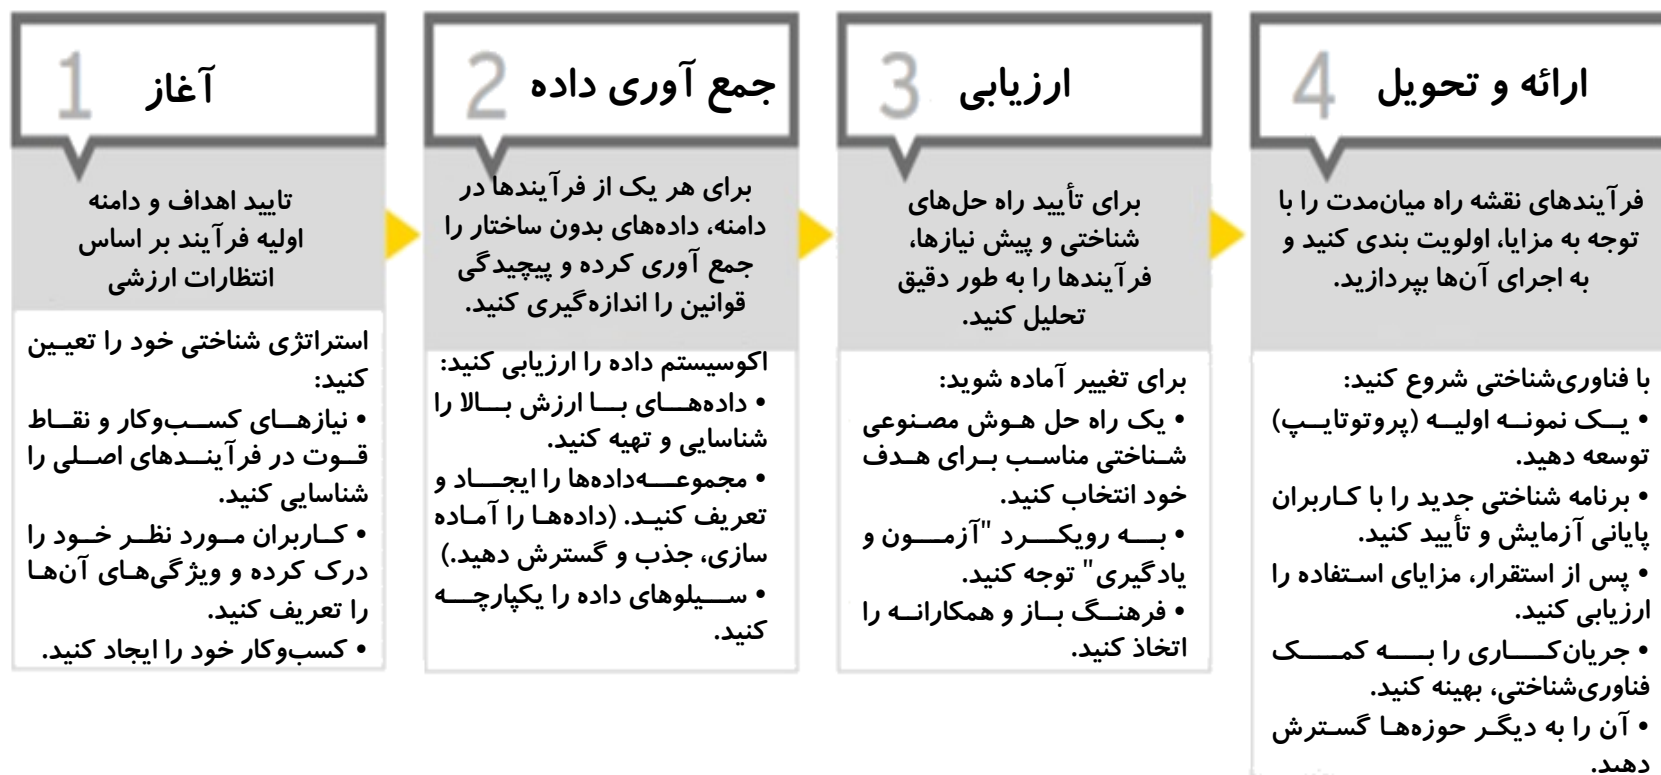 1 آغاز
تایید اهداف و دامنه
اولیه فرآیند بر اساس
انتظارات ارزشی
استراتژی شناختی خود را تعیین
کنید:
• نیازهای کسب‌وکار و نقاط
قوت در فرآیندهای اصلی را
شناسایی کنید.
• کاربران مورد نظر خود را
درک کرده و ویژگی‌های آن‌ها
را تعریف کنید.
• کسب‌وکار خود را ایجاد کنید.
2 جمع آوری داده
برای هر یک از فرآیندها در
دامنه، داده‌های بدون ساختار را
جمع آوری کرده و پیچیدگی
قوانین را اندازه‌گیری کنید.
اکوسیستم داده را ارزیابی کنید:
• داده‌های با ارزش بالا را
شناسایی و تهیه کنید.
• مجموعه‌داده‌ها را ایجاد و
تعریف کنید. (داده‌ها را آماده
سازی، جذب و گسترش دهید.)
• سیلوهای داده را یکپارچه
کنید.
3 ارزیابی
برای تأیید راه حل‌های
شناختی و پیش نیازها،
فرآیندها را به طور دقیق
تحلیل کنید.
برای تغییر آماده شوید:
• یک راه حل هوش مصنوعی
شناختی مناسب برای هدف
خود انتخاب کنید.
• به رویکرد "آزمون و
یادگیری" توجه کنید.
• فرهنگ باز و همکارانه را
اتخاذ کنید.
4 ارائه و تحویل
فرآیندهای نقشه راه میان‌مدت را با
توجه به مزایا، اولویت بندی کنید و
به اجرای آن‌ها بپردازید.
با فناوری‌شناختی شروع کنید:
• یک نمونه اولیه (پروتوتایپ)
توسعه دهید.
• برنامه شناختی جدید را با کاربران
پایانی آزمایش و تأیید کنید.
• پس از استقرار، مزایای استفاده را
ارزیابی کنید.
• جریان‌کاری را به کمک
فناوری‌شناختی، بهینه کنید.
• آن را به دیگر حوزه‌ها گسترش
دهید.